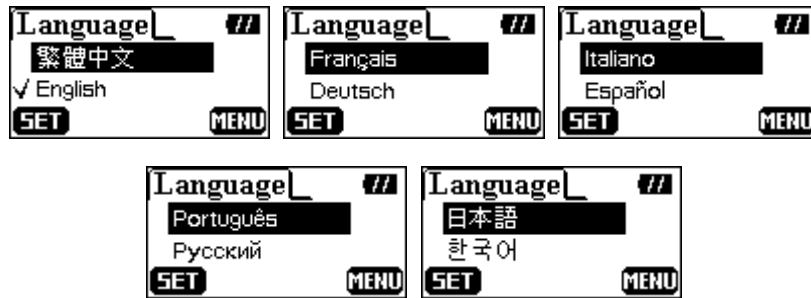 Language
繁體中文
√ English
SET MENU
Language
Français
Deutsch
SET MENU
Language
Italiano
Español
SET MENU
Language
Português
Русский
SET MENU
Language
日本語
한국어
SET MENU